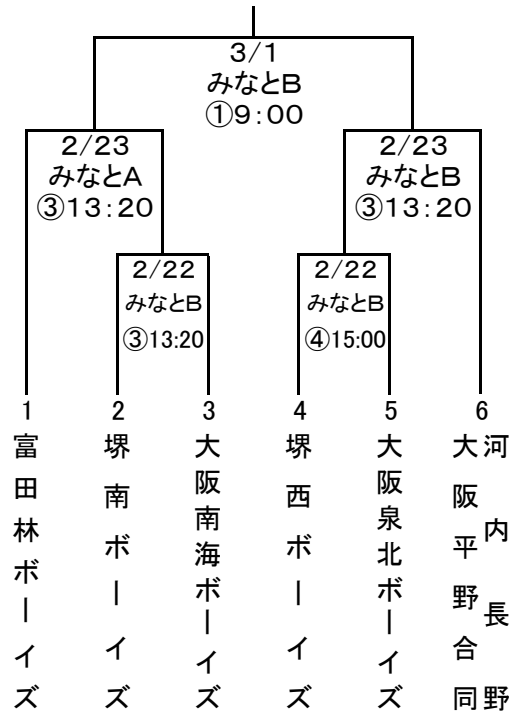 3/1
みなとB
①9:00
2/23
みなとA
③13:20
2/23
みなとB
③13:20
2/22
みなとB
③13:20
2/22
みなとB
④15:00
1
富田林ボーイズ
2
堺南ボーイズ
3
大阪南海ボーイズ
4
堺西ボーイズ
5
大阪泉北ボーイズ
6
河内長野
大阪平野合同